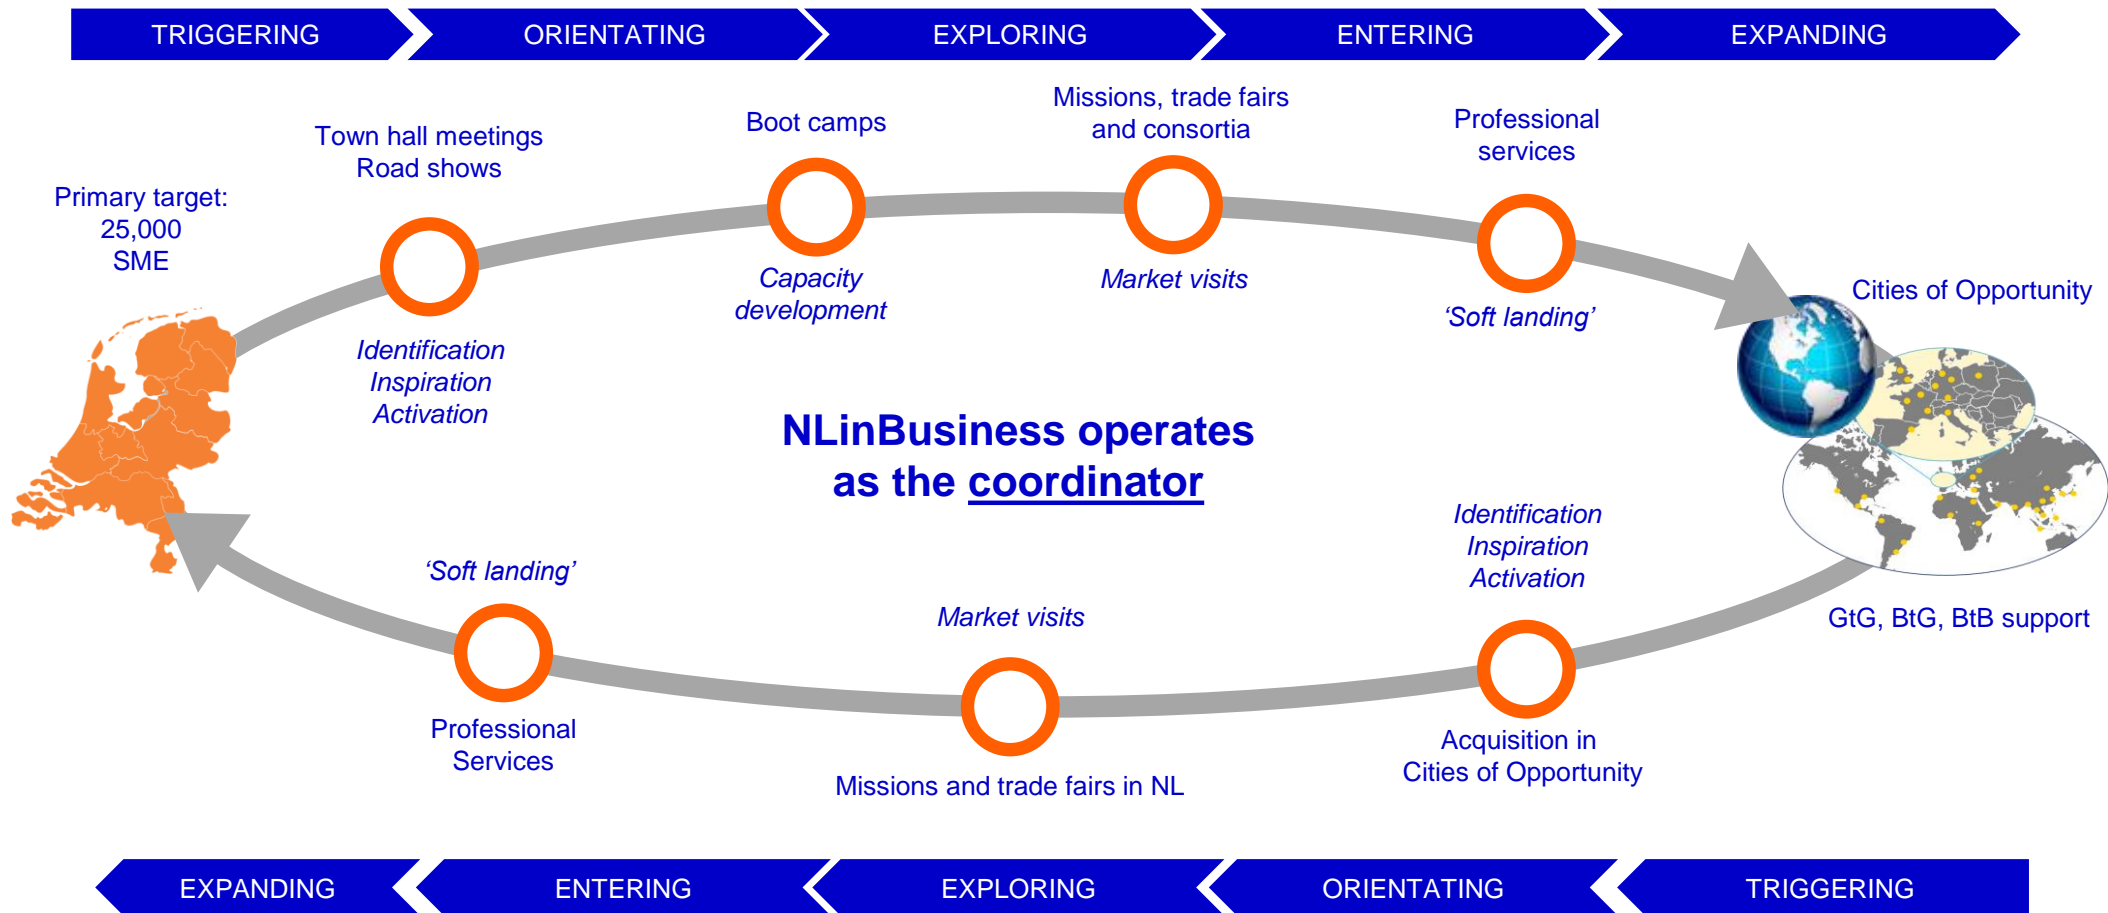 TRIGGERING
ORIENTATING
EXPLORING
ENTERING
EXPANDING
Primary target:
25,000
SME
Town hall meetings
Road shows
Identification
Inspiration
Activation
Boot camps
Capacity
development
Missions, trade fairs
and consortia
Market visits
Professional
services
‘Soft landing’
Cities of Opportunity
NLinBusiness operates
as the coordinator
GtG, BtG, BtB support
Identification
Inspiration
Activation
Acquisition in
Cities of Opportunity
Market visits
Missions and trade fairs in NL
‘Soft landing’
Professional
Services
EXPANDING
ENTERING
EXPLORING
ORIENTATING
TRIGGERING